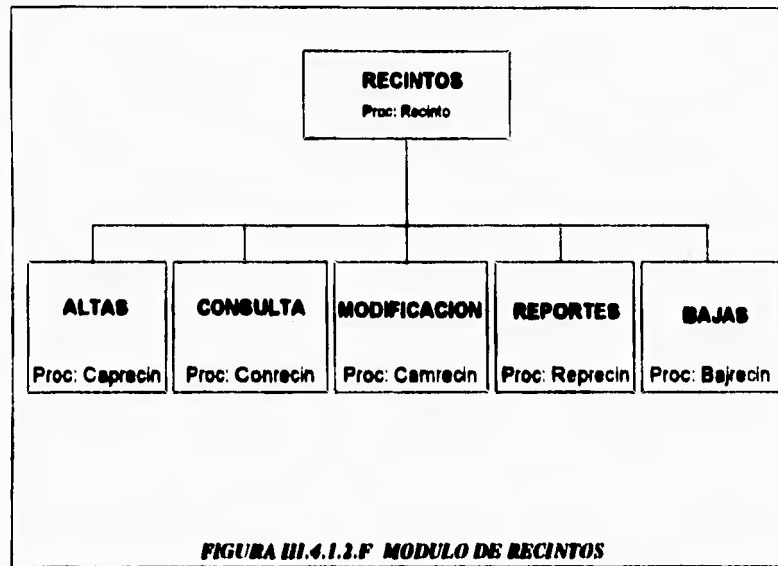 RECINTOS
Proc: Recinto
ALTAS
Proc: Caprecin
CONSULTA
Proc: Conrecin
MODIFICACION
Proc: Camrecin
REPORTES
Proc: Reprecin
BAJAS
Proc: Bajrecin
FIGURA III.4.1.2.F MODULO DE RECINTOS